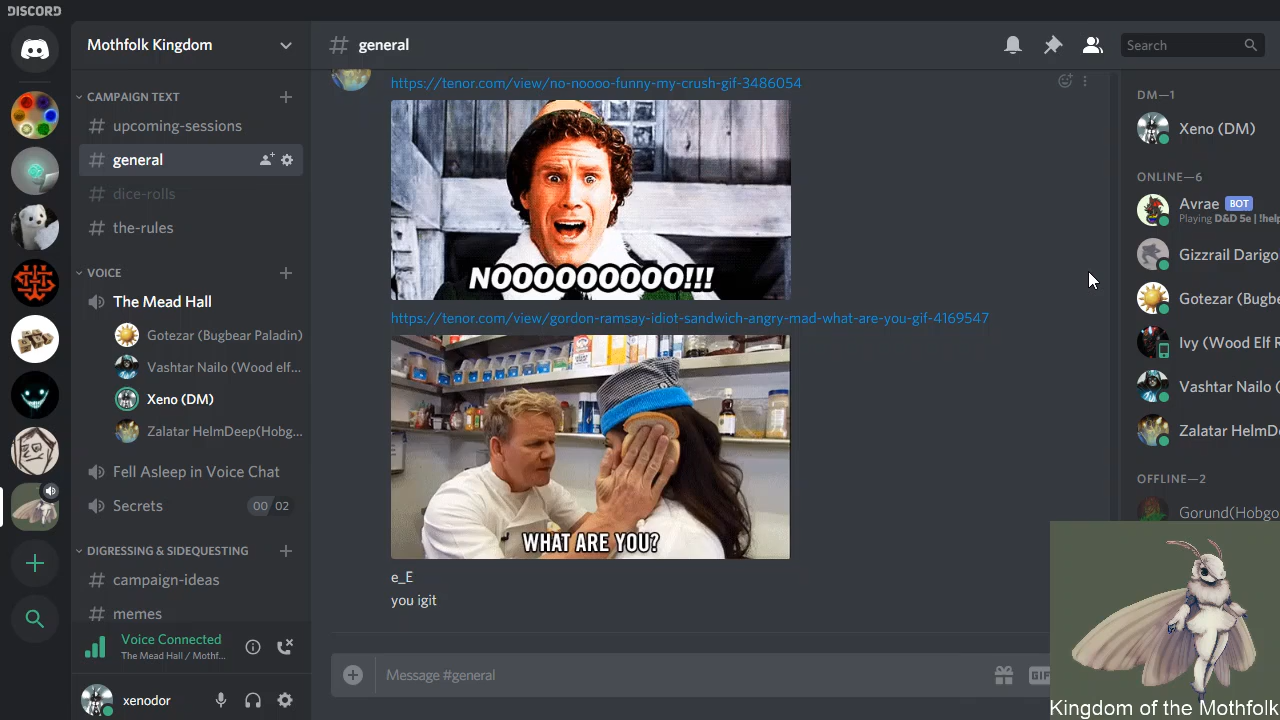 DISCORD
Mothfolk Kingdom
CAMPAIGN TEXT
upcoming-sessions
general
dice-rolls
the-rules
VOICE
The Mead Hall
Gotezar (Bugbear Paladin)
Vashtar Nailo (Wood elf...
Xeno (DM)
Zalatar HelmDeep(Hobg...
Fell Asleep in Voice Chat
Secrets
00 02
DIGRESSING & SIDEQUESTING
campaign-ideas
memes
Voice Connected
The Mead Hall / Mothf...
xenodor
# general
Search
https://tenor.com/view/no-noooo-funny-my-crush-gif-3486054
NOOOOOOOOO!!!
https://tenor.com/view/gordon-ramsay-idiot-sandwich-angry-mad-what-are-you-gif-4169547
WHAT ARE YOU?
e_E
you igit
Message #general
GIF
DM—1
Xeno (DM)
ONLINE—6
Avrae BOT
Playing D&D 5e | !help
Gizzrail Darigo
Gotezar (Bugbe
Ivy (Wood Elf R
Vashtar Nailo (
Zalatar HelmDe
OFFLINE—2
Gorund(Hobgo
Kingdom of the Mothfolk